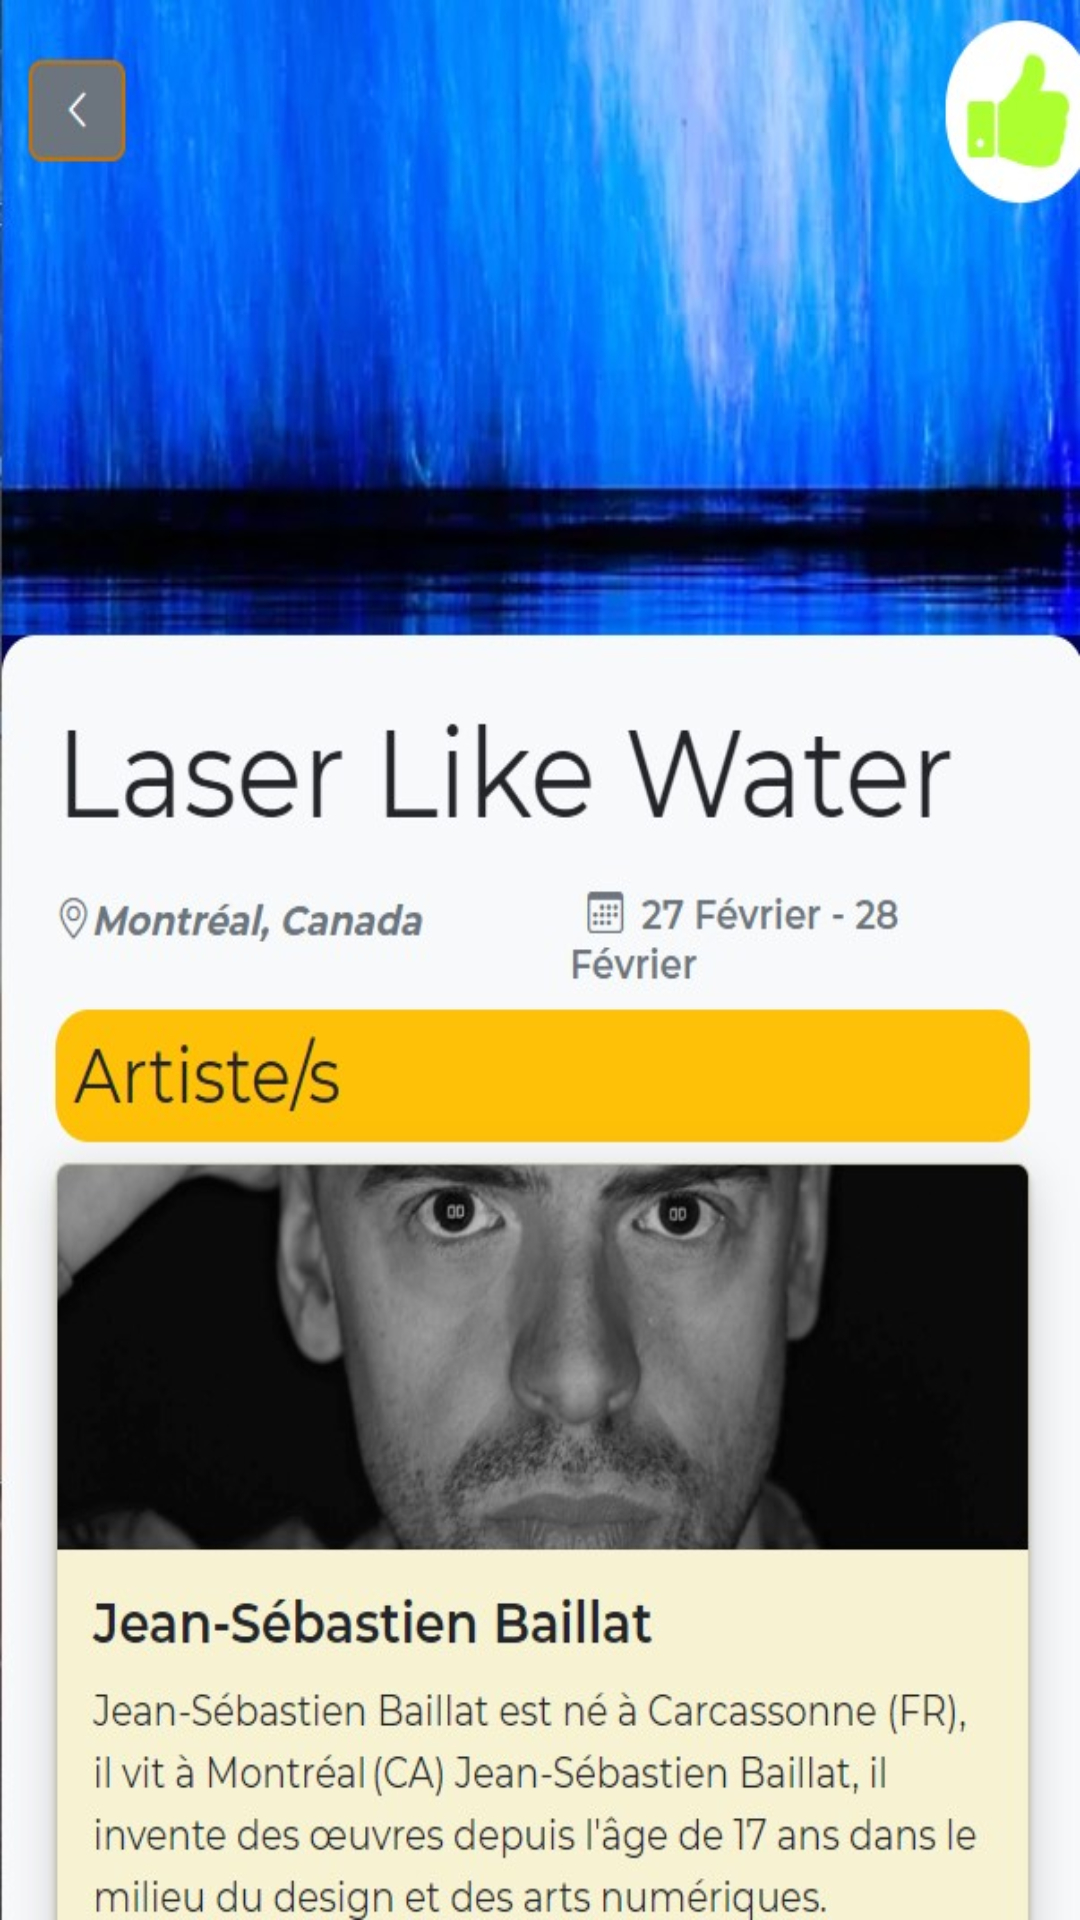 Laser Like Water
Montréal, Canada
27 Février - 28
Février
Artiste/s
Jean-Sébastien Baillat
Jean-Sébastien Baillat est né à Carcassonne (FR),
il vit à Montréal (CA) Jean-Sébastien Baillat, il
invente des œuvres depuis l'âge de 17 ans dans le
milieu du design et des arts numériques.